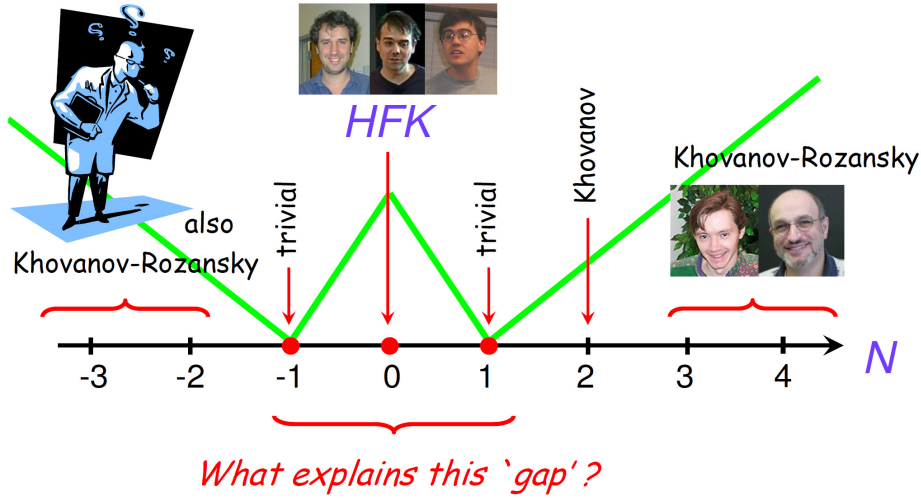 ? ? ?
HFK
Khovanov
Khovanov-Rozansky
also
Khovanov-Rozansky
trivial
trivial
-3 -2 -1 0 1 2 3 4
N
What explains this `gap'?